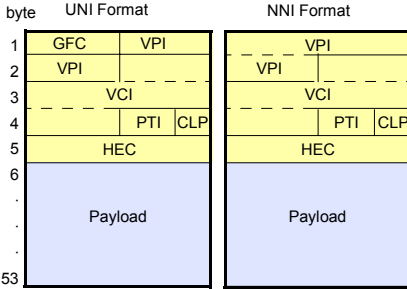 byte UNI Format NNI Format
1 GFC VPI VPI
2 VPI VPI
3 VCI VCI
4 PTI CLP PTI CLP
5 HEC HEC
6
.
. Payload Payload
.
53